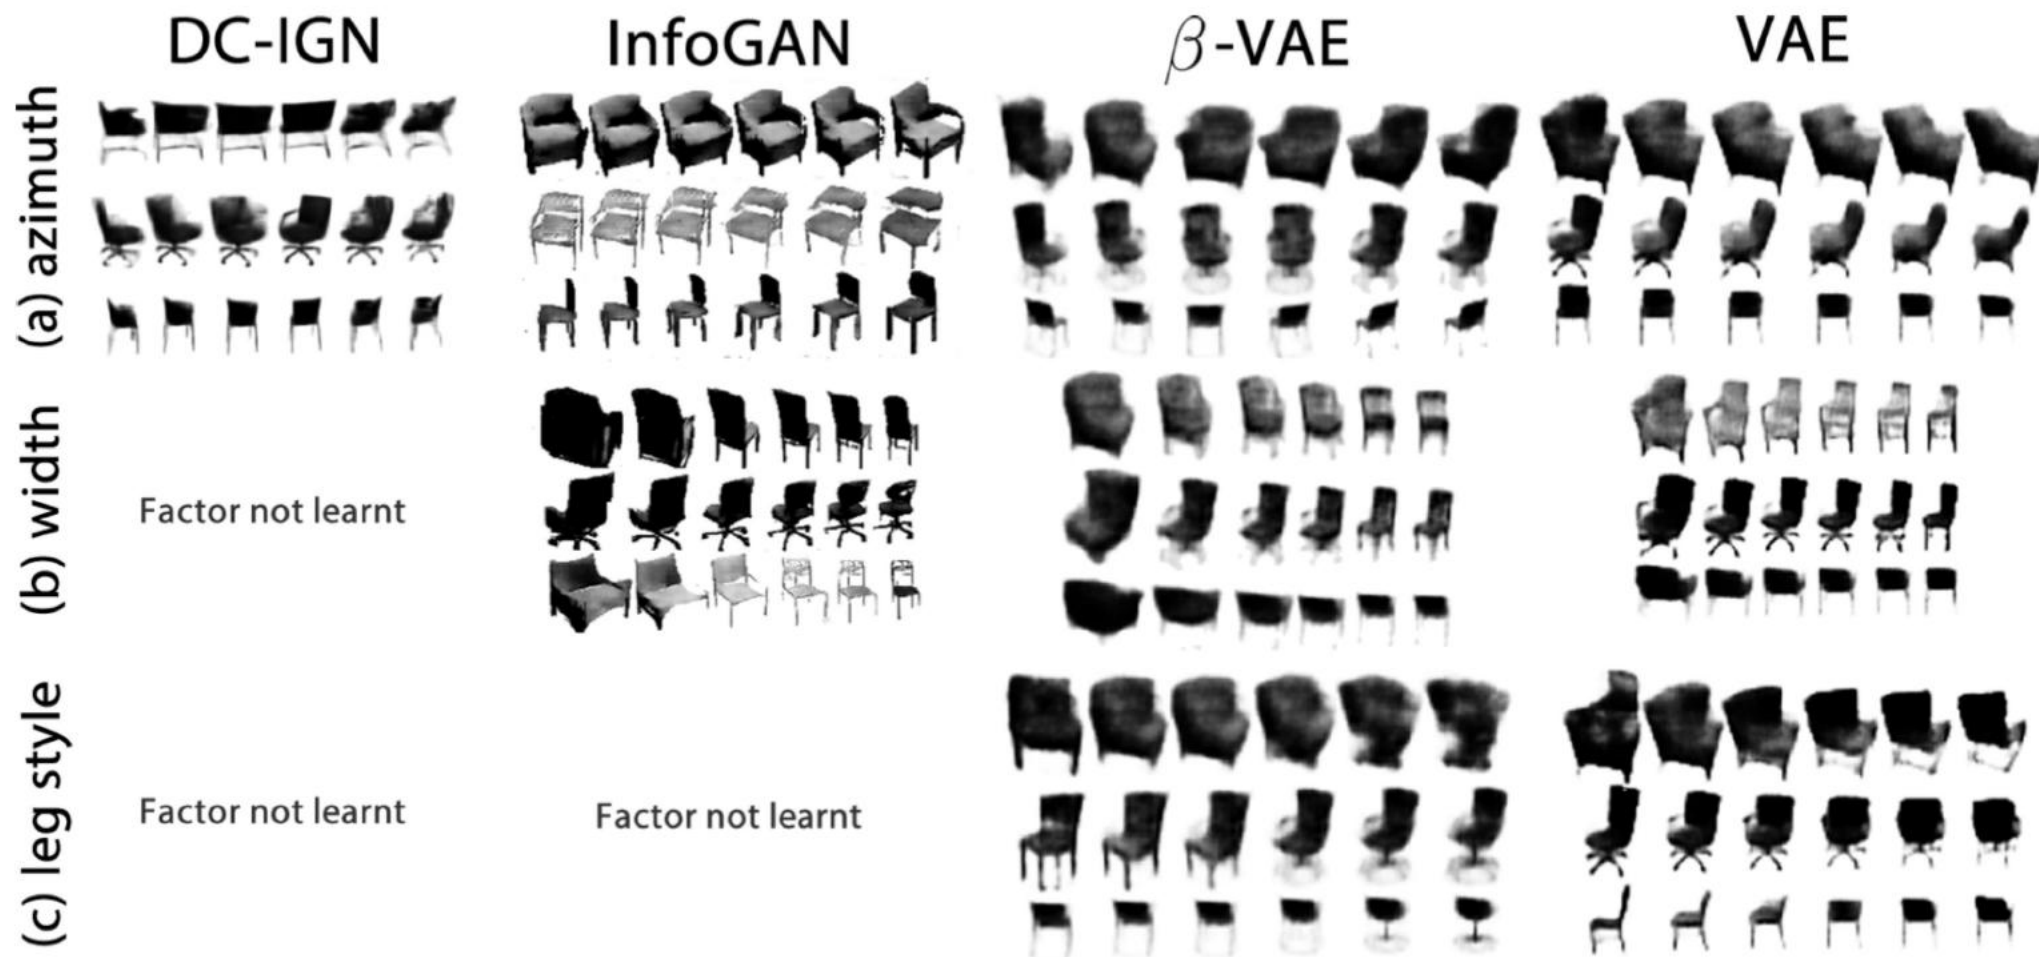 DC-IGN
InfoGAN
β-VAE
VAE
(a) azimuth
(b) width
Factor not learnt
(c) leg style
Factor not learnt
Factor not learnt